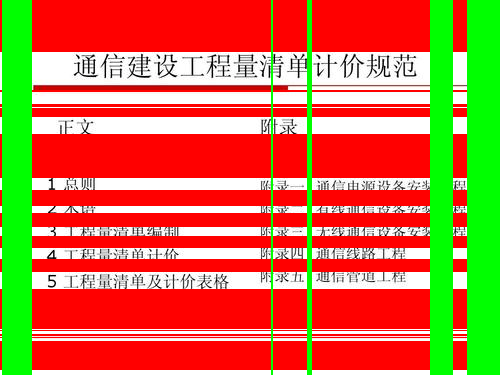 通信建设工程量清单计价规范
正文
1 总则
2 术语
3 工程量清单编制
4 工程量清单计价
5 工程量清单及计价表格
附录
附录一 通信电源设备安装 程
附录二 有线通信设备安装 程
附录三 无线通信设备安装 程
附录四 通信线路工程
附录五 通信管道工程